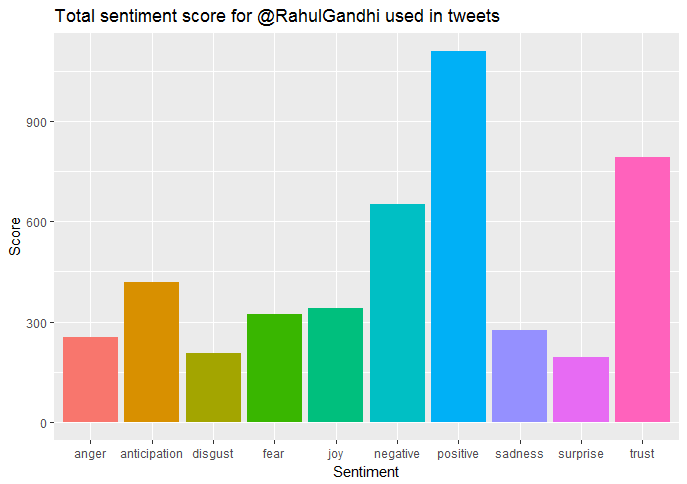 Total sentiment score for @RahulGandhi used in tweets
Score
900
600
300
0
anger anticipation disgust fear joy negative positive sadness surprise trust
Sentiment